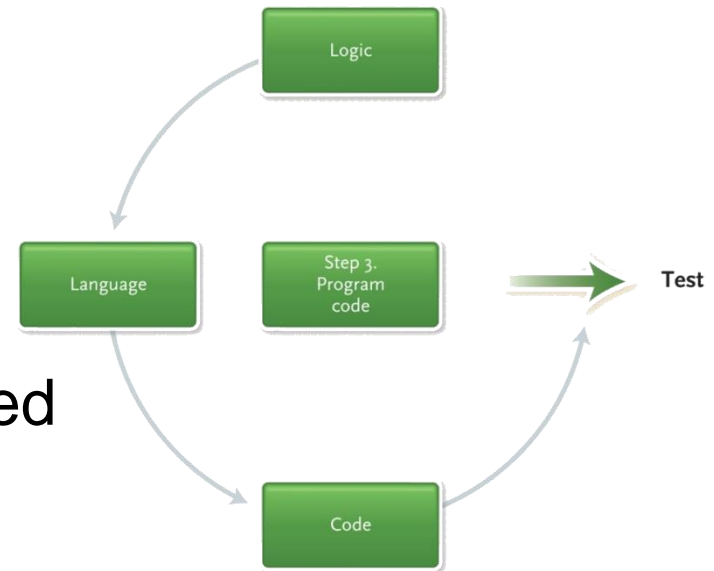 Logic
Language
Step 3.
Program
code
Test
ed
Code